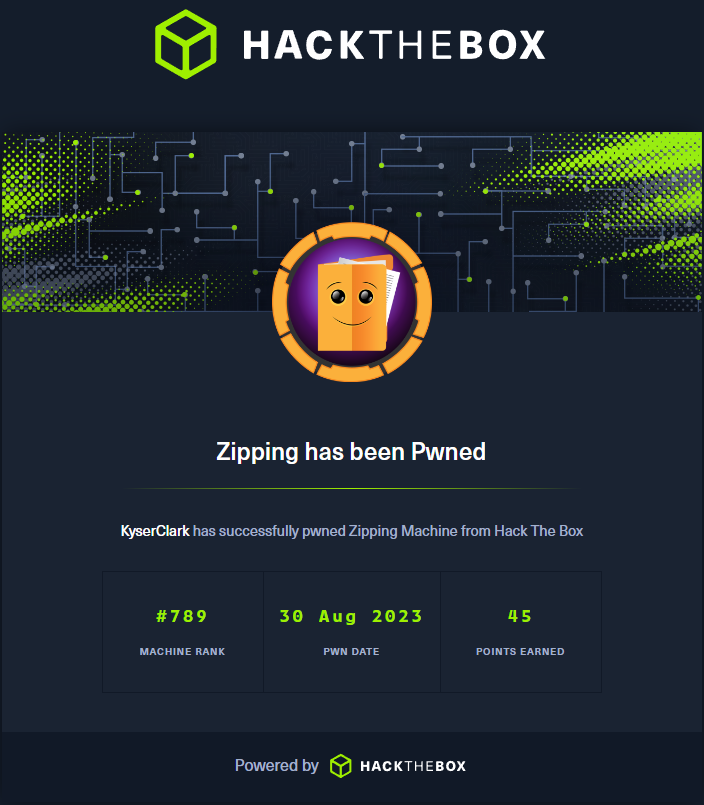 HACKTHEBOX
Zipping has been Pwned
KyserClark has successfully pwned Zipping Machine from Hack The Box
#789 30 Aug 2023 45
MACHINE RANK PWN DATE POINTS EARNED
Powered by HACKTHEBOX